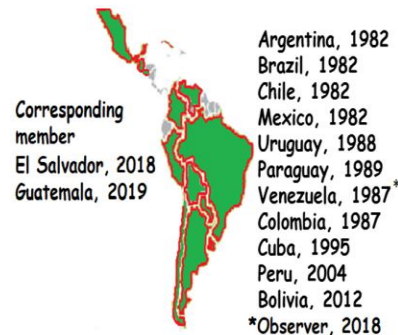 Corresponding
member
El Salvador, 2018
Guatemala, 2019
Argentina, 1982
Brazil, 1982
Chile, 1982
Mexico, 1982
Uruguay, 1988
Paraguay, 1989
Venezuela, 1987*
Colombia, 1987
Cuba, 1995
Peru, 2004
Bolivia, 2012
*Observer, 2018